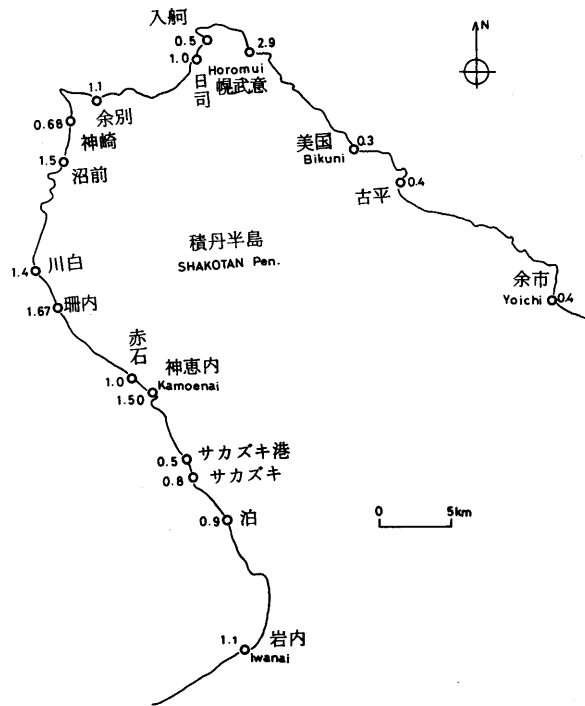 入舸
0.5
N
1.0
2.9
日司
Horomui
幌武意
1.1
余別
0.68
神崎
1.5
沼前
美国
Bikuni
0.3
古平
0.4
積丹半島
SHAKOTAN Pen.
1.4
川白
余市
Yoichi
0.4
1.67
珊内
赤石
1.0
神恵内
Kamoenai
1.50
サカズキ港
0.5
サカズキ
0.8
0 5km
0.9
泊
1.1
岩内
Iwanai